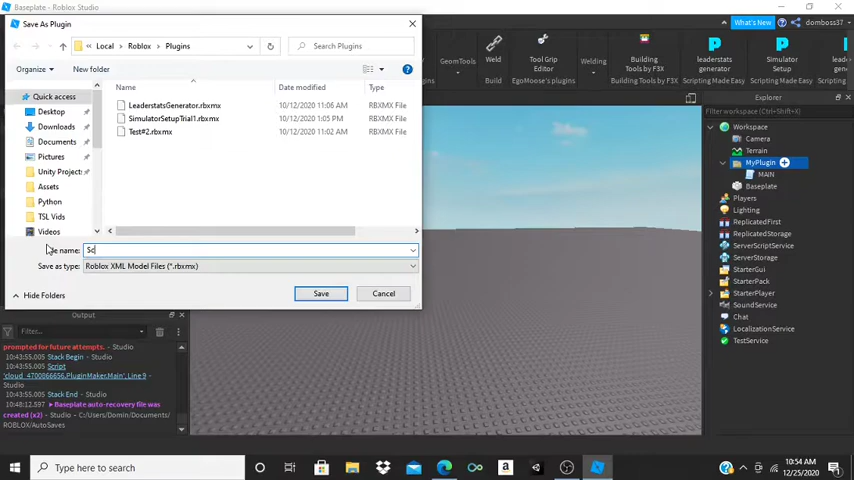 Baseplate - Roblox Studio
Save As Plugin
What's New
domboss37
« Local › Roblox › Plugins
Search Plugins
Organize
New folder
Name
Date modified
Type
LeaderstatsGenerator.rbxmx
10/12/2020 11:06 AM
RBXMX File
SimulatorSetupTrial1.rbxmx
10/12/2020 1:05 PM
RBXMX File
Test#2.rbxmx
10/12/2020 11:02 AM
RBXMX File
Quick access
Desktop
Downloads
Documents
Pictures
Unity Project:
Assets
Python
TSL Vids
Videos
Sc
Save as type:
Roblox XML Model Files (*.rbxmx)
Hide Folders
Save
Cancel
GeomTools
Weld
Build
Tool Grip
Editor
EgoMoose's plugins
Welding
Building
Tools by F3X
Building Tools by F3X
leaderstats
generator
Scripting Made Easy
Simulator
Setup
Scripting Made Easy
Explorer
Filter workspace (Ctrl+Shift+X)
Workspace
Camera
Terrain
MyPlugin
MAIN
Baseplate
Players
Lighting
ReplicatedFirst
ReplicatedStorage
ServerScriptService
ServerStorage
StarterGui
StarterPack
StarterPlayer
SoundService
Chat
LocalizationService
TestService
Output
Filter...
prompted for future attempts.
10:43:55.005 Stack Begin - Studio
10:43:55.005 Script
'cloud_4700866656.PluginMaker.Main', Line 9 -
Studio
10:43:55.005 Stack End - Studio
10:48:12.597 Baseplate auto-recovery file was
created (x2) - Studio - C:/Users/Domin/Documents/
ROBLOX/AutoSaves
Type here to search
10:54 AM
12/25/2020